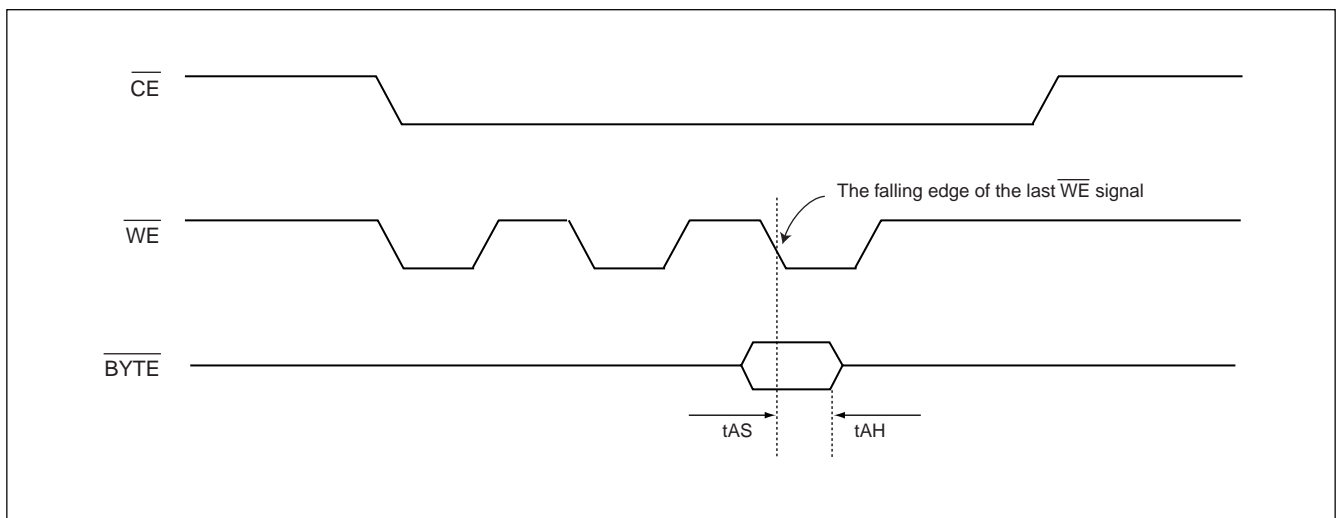 CE
The falling edge of the last WE signal
WE
BYTE
tAS
tAH